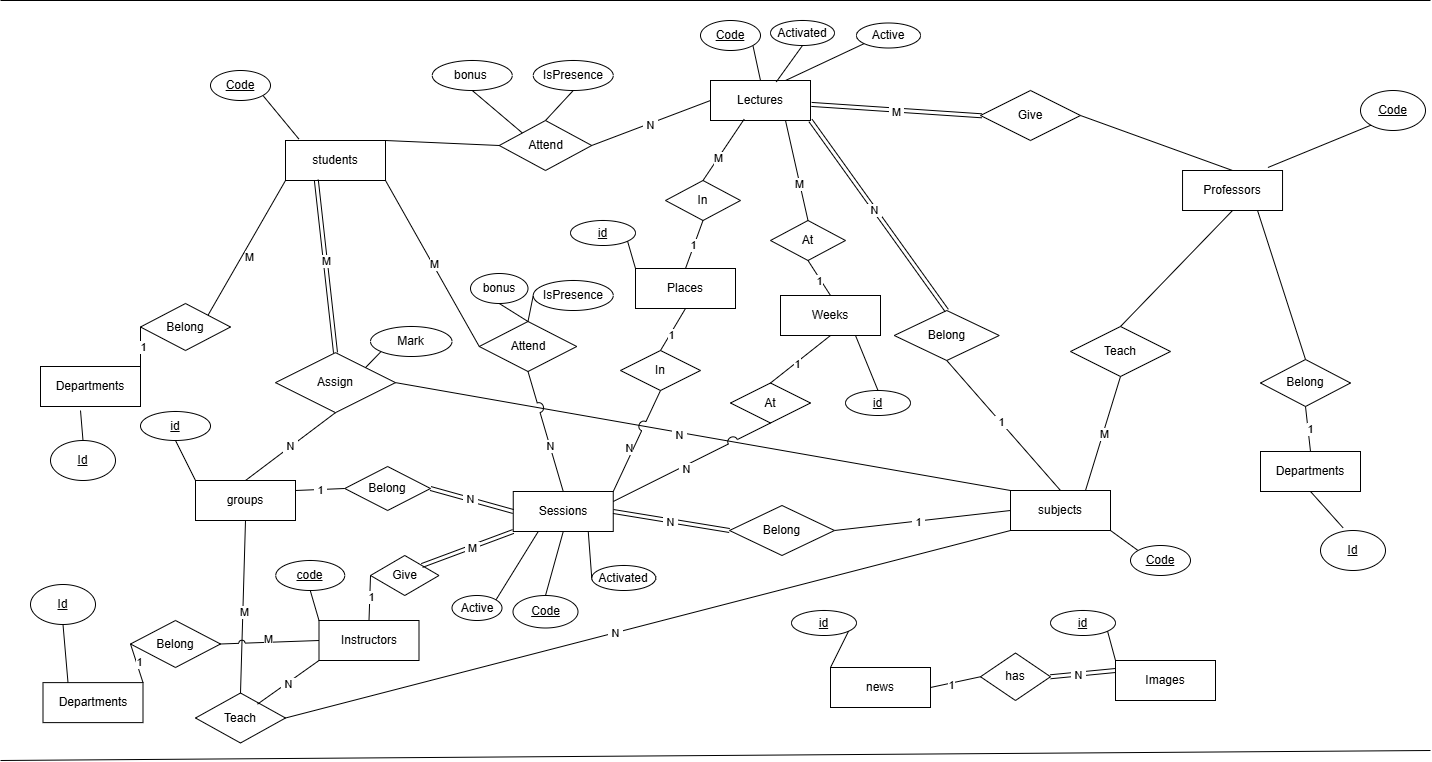 Code
Activated
Active
bonus
IsPresence
Code
Code
Lectures
M
Give
N
Attend
students
M
Professors
M
In
M
N
At
id
1
M
M
M
Places
1
bonus
IsPresence
Weeks
Belong
1
Mark
Attend
Belong
Teach
1
In
1
Departments
Assign
At
id
Belong
id
1
N
M
1
Id
N
N
N
N
Departments
groups
1
Belong
N
Sessions
N
Belong
1
subjects
Id
M
Give
Code
code
1
Active
Code
Activated
Id
M
id
id
Belong
M
Instructors
N
1
has
N
Images
news
1
N
Departments
Teach